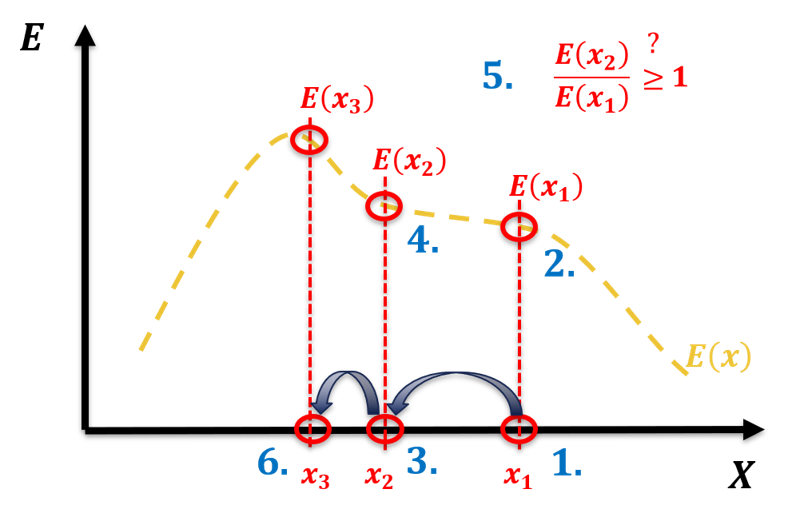 E
5. E(x₂) / E(x₁) ≥ 1 ?
E(x₃)
E(x₂)
E(x₁)
4.
2.
E(x)
6. x₃ x₂ 3. x₁ 1.
X